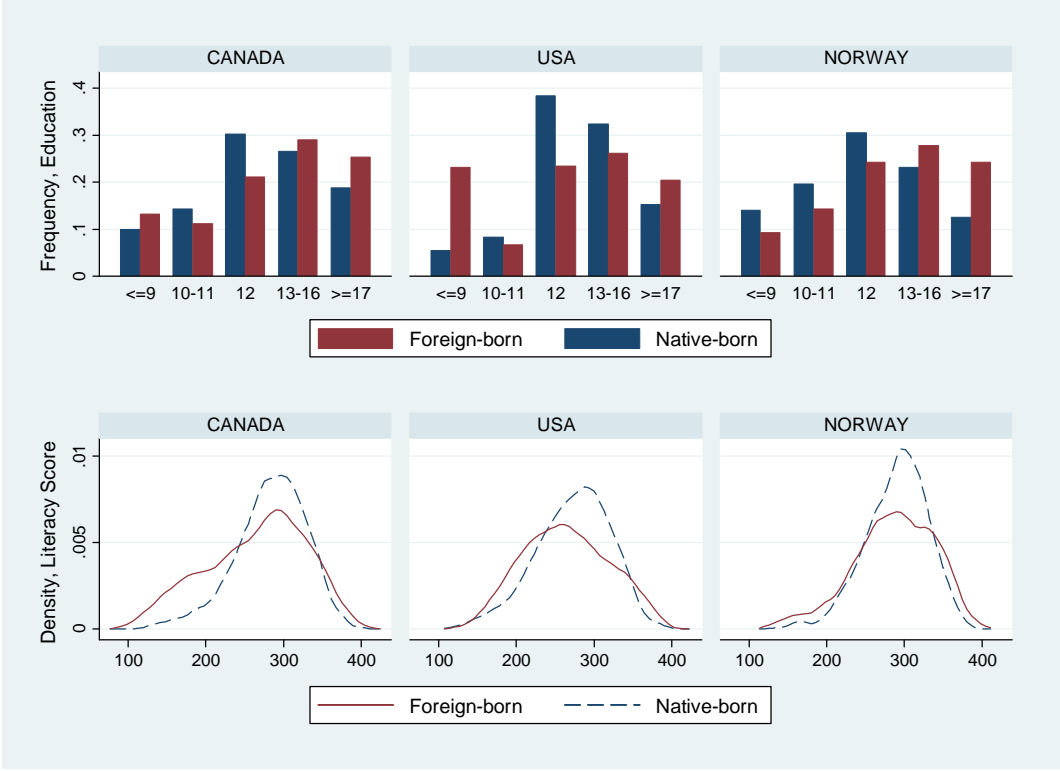 CANADA USA NORWAY
Frequency, Education
.4
.3
.2
.1
0
<=9 10-11 12 13-16 >=17 <=9 10-11 12 13-16 >=17 <=9 10-11 12 13-16 >=17
Foreign-born Native-born
CANADA USA NORWAY
Density, Literacy Score
.01
.005
0
100 200 300 400 100 200 300 400 100 200 300 400
Foreign-born Native-born